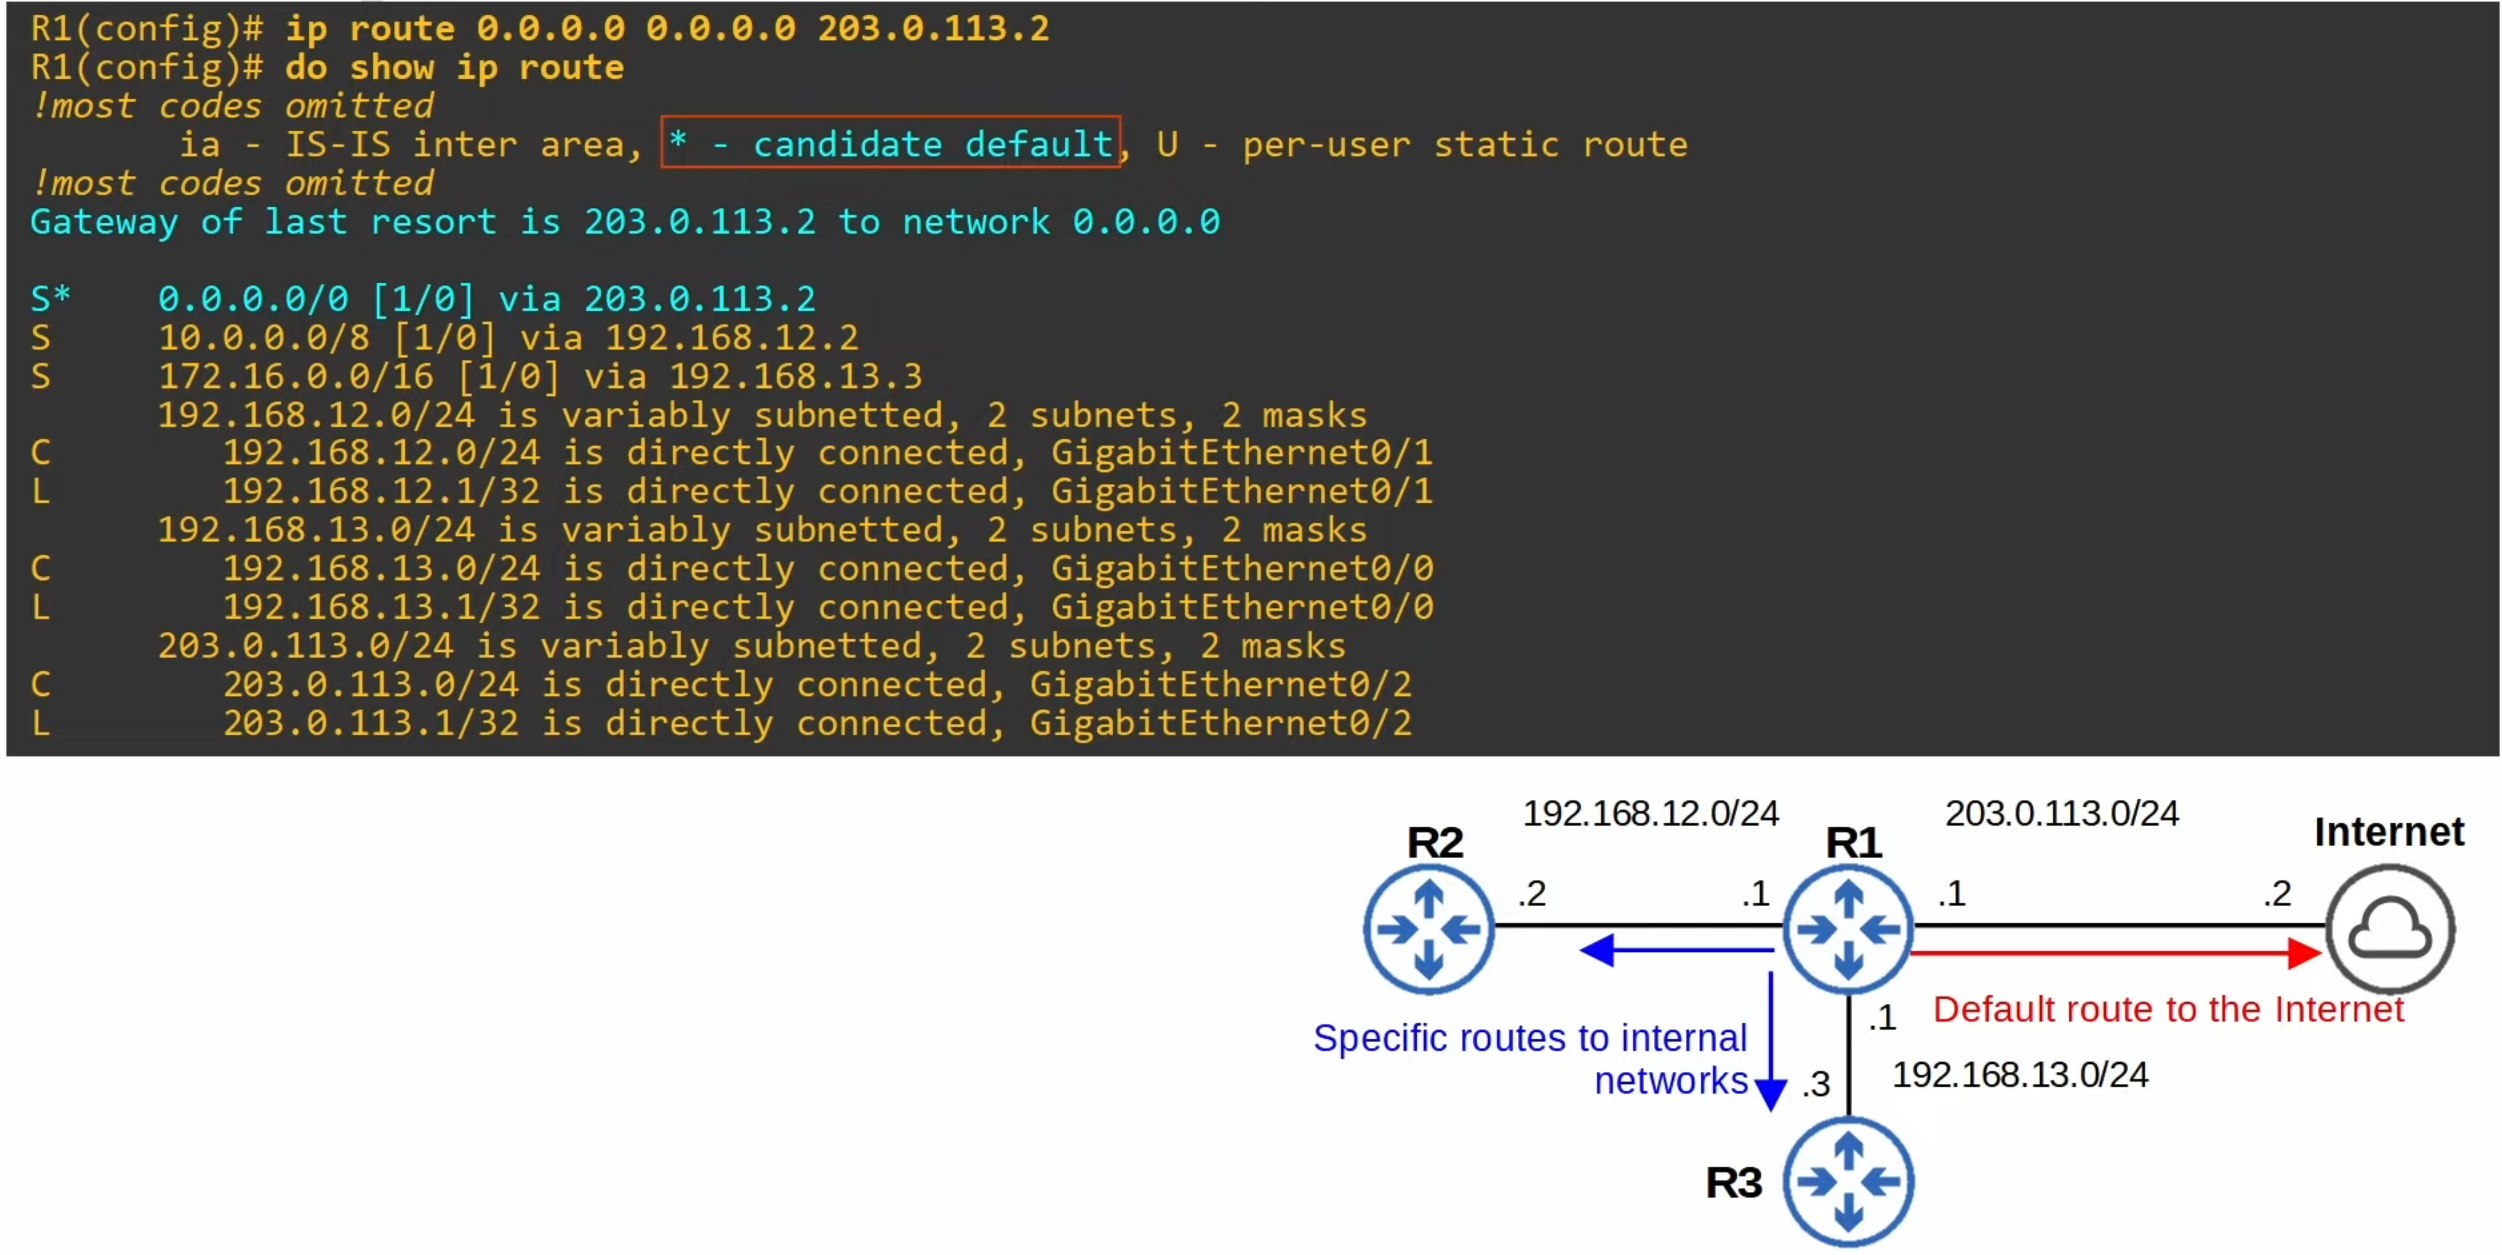 R1(config)# ip route 0.0.0.0 0.0.0.0 203.0.113.2
R1(config)# do show ip route
!most codes omitted
ia - IS-IS inter area, * - candidate default, U - per-user static route
!most codes omitted
Gateway of last resort is 203.0.113.2 to network 0.0.0.0
S* 0.0.0.0/0 [1/0] via 203.0.113.2
S 10.0.0.0/8 [1/0] via 192.168.12.2
S 172.16.0.0/16 [1/0] via 192.168.13.3
192.168.12.0/24 is variably subnetted, 2 subnets, 2 masks
C 192.168.12.0/24 is directly connected, GigabitEthernet0/1
L 192.168.12.1/32 is directly connected, GigabitEthernet0/1
192.168.13.0/24 is variably subnetted, 2 subnets, 2 masks
C 192.168.13.0/24 is directly connected, GigabitEthernet0/0
L 192.168.13.1/32 is directly connected, GigabitEthernet0/0
203.0.113.0/24 is variably subnetted, 2 subnets, 2 masks
C 203.0.113.0/24 is directly connected, GigabitEthernet0/2
L 203.0.113.1/32 is directly connected, GigabitEthernet0/2
192.168.12.0/24
203.0.113.0/24
R2
R1
Internet
.2
.1
.1
.2
Default route to the Internet
.1
Specific routes to internal
networks
192.168.13.0/24
.3
R3